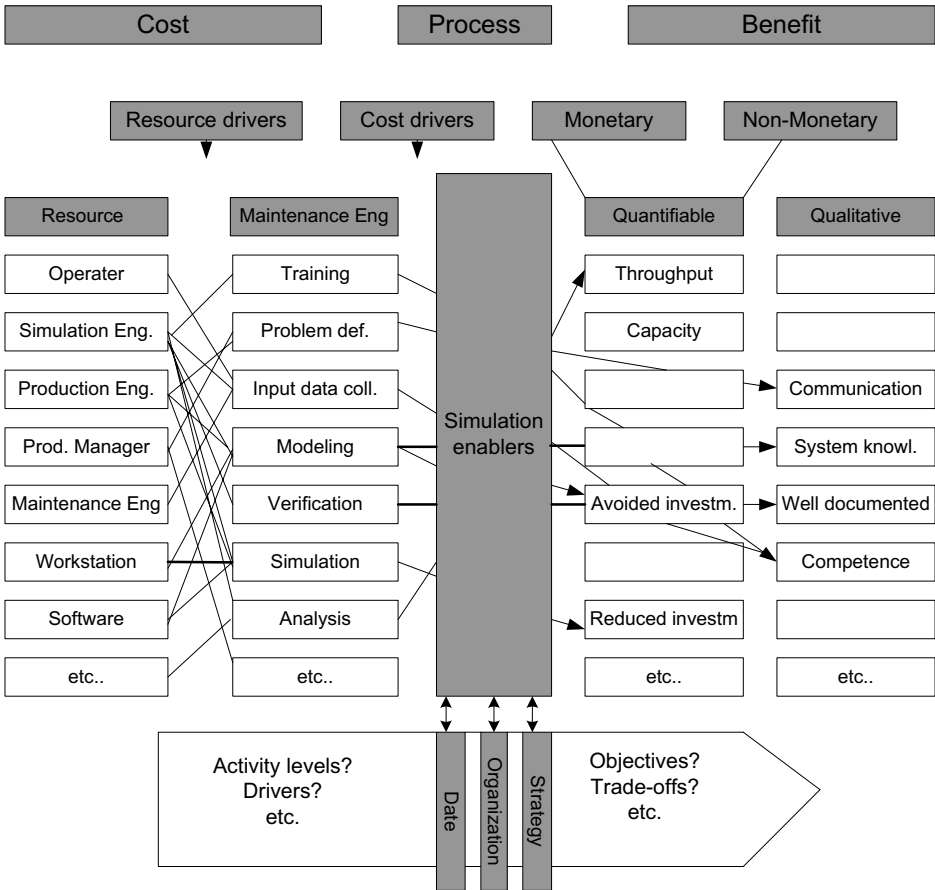 Cost
Process
Benefit
Resource drivers
Cost drivers
Monetary
Non-Monetary
Resource
Maintenance Eng
Quantifiable
Qualitative
Operater
Training
Throughput
Simulation Eng.
Problem def.
Capacity
Production Eng.
Input data coll.
Communication
Simulation
enablers
Prod. Manager
Modeling
System knowl.
Maintenance Eng
Verification
Avoided investm.
Well documented
Workstation
Simulation
Competence
Software
Analysis
Reduced investm
etc..
etc..
etc..
etc..
Activity levels?
Drivers?
etc.
Date
Organization
Strategy
Objectives?
Trade-offs?
etc.